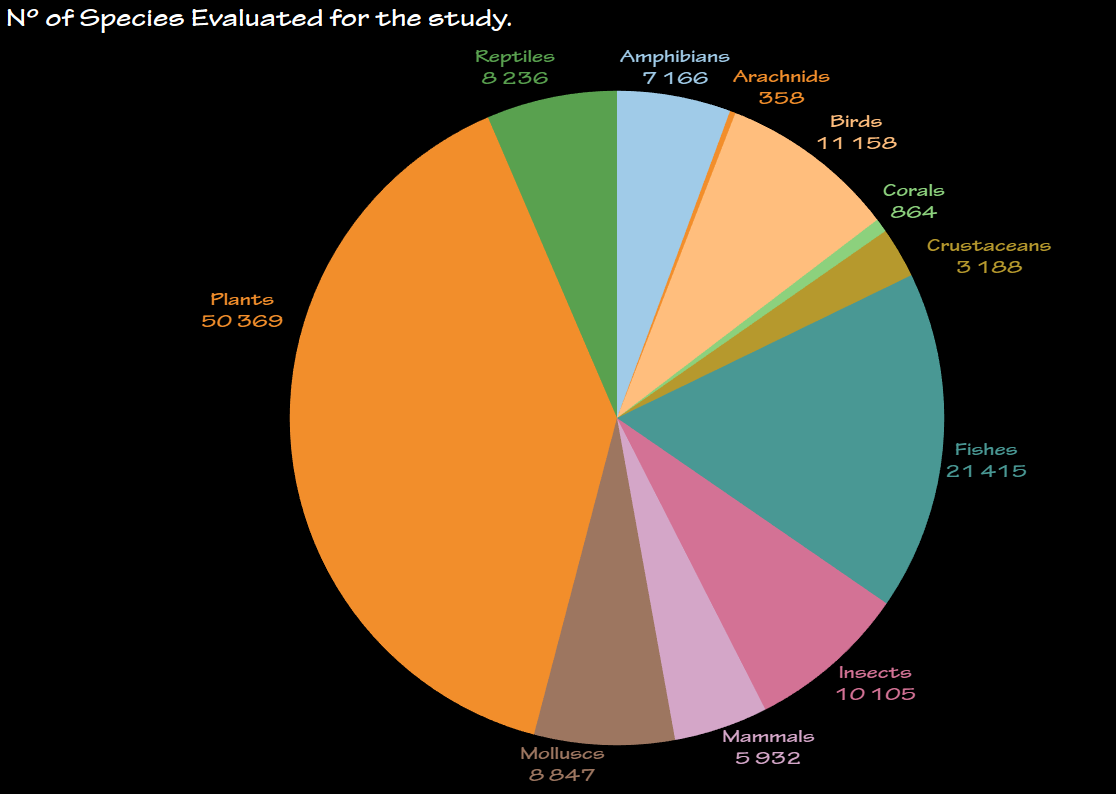 Nº of Species Evaluated for the study.
Reptiles
8 236
Amphibians
7 166
Arachnids
358
Birds
11 158
Corals
864
Crustaceans
3 188
Plants
50 369
Fishes
21 415
Insects
10 105
Mammals
5 932
Molluscs
8 847